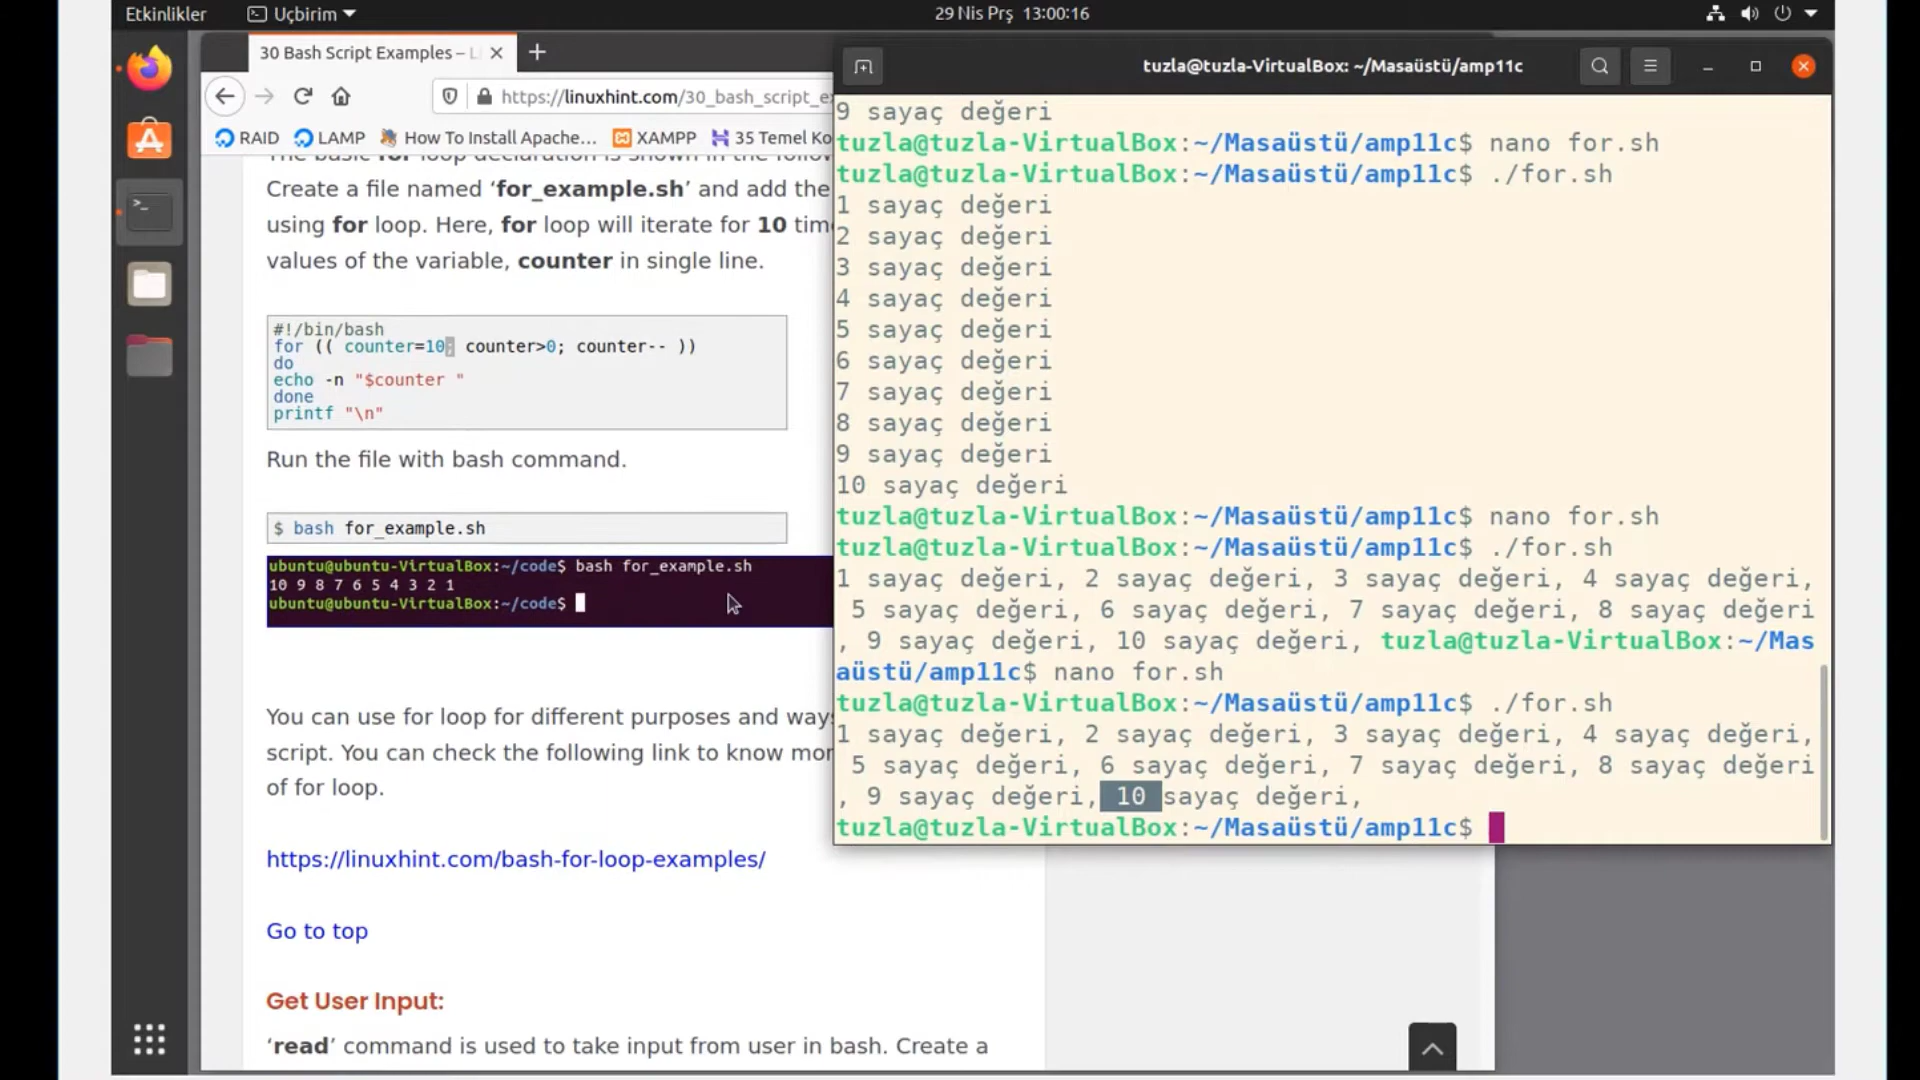 Etkinlikler
Uçbirim
29 Nis Prş 13:00:16
30 Bash Script Examples – L
https://linuxhint.com/30_bash_script_e
RAID
LAMP
How To Install Apache...
XAMPP
35 Temel Ko
The basic for loop declaration is shown in the follow
Create a file named ‘for_example.sh’ and add the
using for loop. Here, for loop will iterate for 10 tim
values of the variable, counter in single line.
#!/bin/bash
for (( counter=10; counter>0; counter-- ))
do
echo -n "$counter "
done
printf "\n"
Run the file with bash command.
$ bash for_example.sh
ubuntu@ubuntu-VirtualBox:~/code$ bash for_example.sh
10 9 8 7 6 5 4 3 2 1
ubuntu@ubuntu-VirtualBox:~/code$
You can use for loop for different purposes and ways
script. You can check the following link to know mor
of for loop.
https://linuxhint.com/bash-for-loop-examples/
Go to top
Get User Input:
‘read’ command is used to take input from user in bash. Create a
tuzla@tuzla-VirtualBox: ~/Masaüstü/amp11c
9 sayaç değeri
tuzla@tuzla-VirtualBox:~/Masaüstü/amp11c$ nano for.sh
tuzla@tuzla-VirtualBox:~/Masaüstü/amp11c$ ./for.sh
1 sayaç değeri
2 sayaç değeri
3 sayaç değeri
4 sayaç değeri
5 sayaç değeri
6 sayaç değeri
7 sayaç değeri
8 sayaç değeri
9 sayaç değeri
10 sayaç değeri
tuzla@tuzla-VirtualBox:~/Masaüstü/amp11c$ nano for.sh
tuzla@tuzla-VirtualBox:~/Masaüstü/amp11c$ ./for.sh
1 sayaç değeri, 2 sayaç değeri, 3 sayaç değeri, 4 sayaç değeri,
5 sayaç değeri, 6 sayaç değeri, 7 sayaç değeri, 8 sayaç değeri
, 9 sayaç değeri, 10 sayaç değeri, tuzla@tuzla-VirtualBox:~/Mas
aüstü/amp11c$ nano for.sh
tuzla@tuzla-VirtualBox:~/Masaüstü/amp11c$ ./for.sh
1 sayaç değeri, 2 sayaç değeri, 3 sayaç değeri, 4 sayaç değeri,
5 sayaç değeri, 6 sayaç değeri, 7 sayaç değeri, 8 sayaç değeri
, 9 sayaç değeri, 10 sayaç değeri,
tuzla@tuzla-VirtualBox:~/Masaüstü/amp11c$